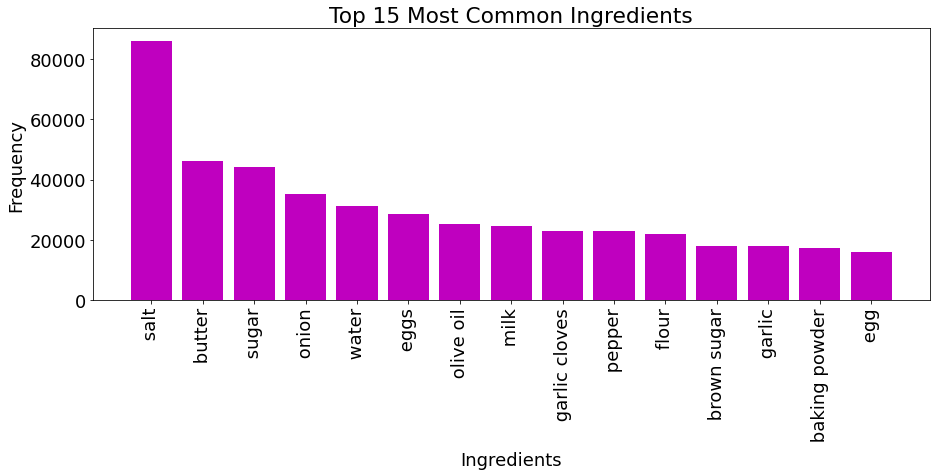 Top 15 Most Common Ingredients
Frequency
80000
60000
40000
20000
0
salt
butter
sugar
onion
water
eggs
olive oil
milk
garlic cloves
pepper
flour
brown sugar
garlic
baking powder
egg
Ingredients